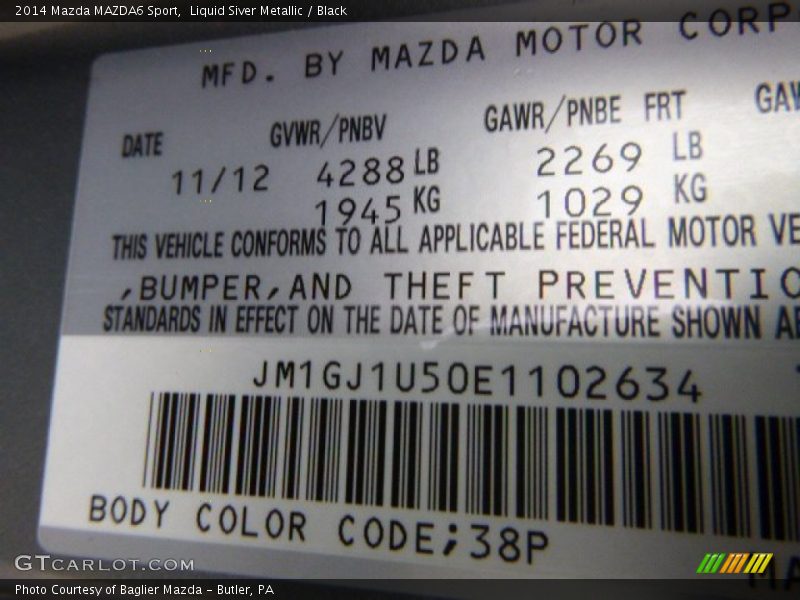 2014 Mazda MAZDA6 Sport,  Liquid Siver Metallic / Black
MFD. BY MAZDA MOTOR CORP
DATE GVWR/PNBV GAWR/PNBE FRT
11/12 4288 LB 2269 LB
1945 KG 1029 KG
THIS VEHICLE CONFORMS TO ALL APPLICABLE FEDERAL MOTOR
,BUMPER,AND THEFT
STANDARDS IN EFFECT ON THE DATE OF MANUFACTURE SHOWN
JM1GJ1U50E1102634
BODY COLOR CODE;38P
GTCARLOT.COM
Photo Courtesy of Baglier Mazda - Butler, PA